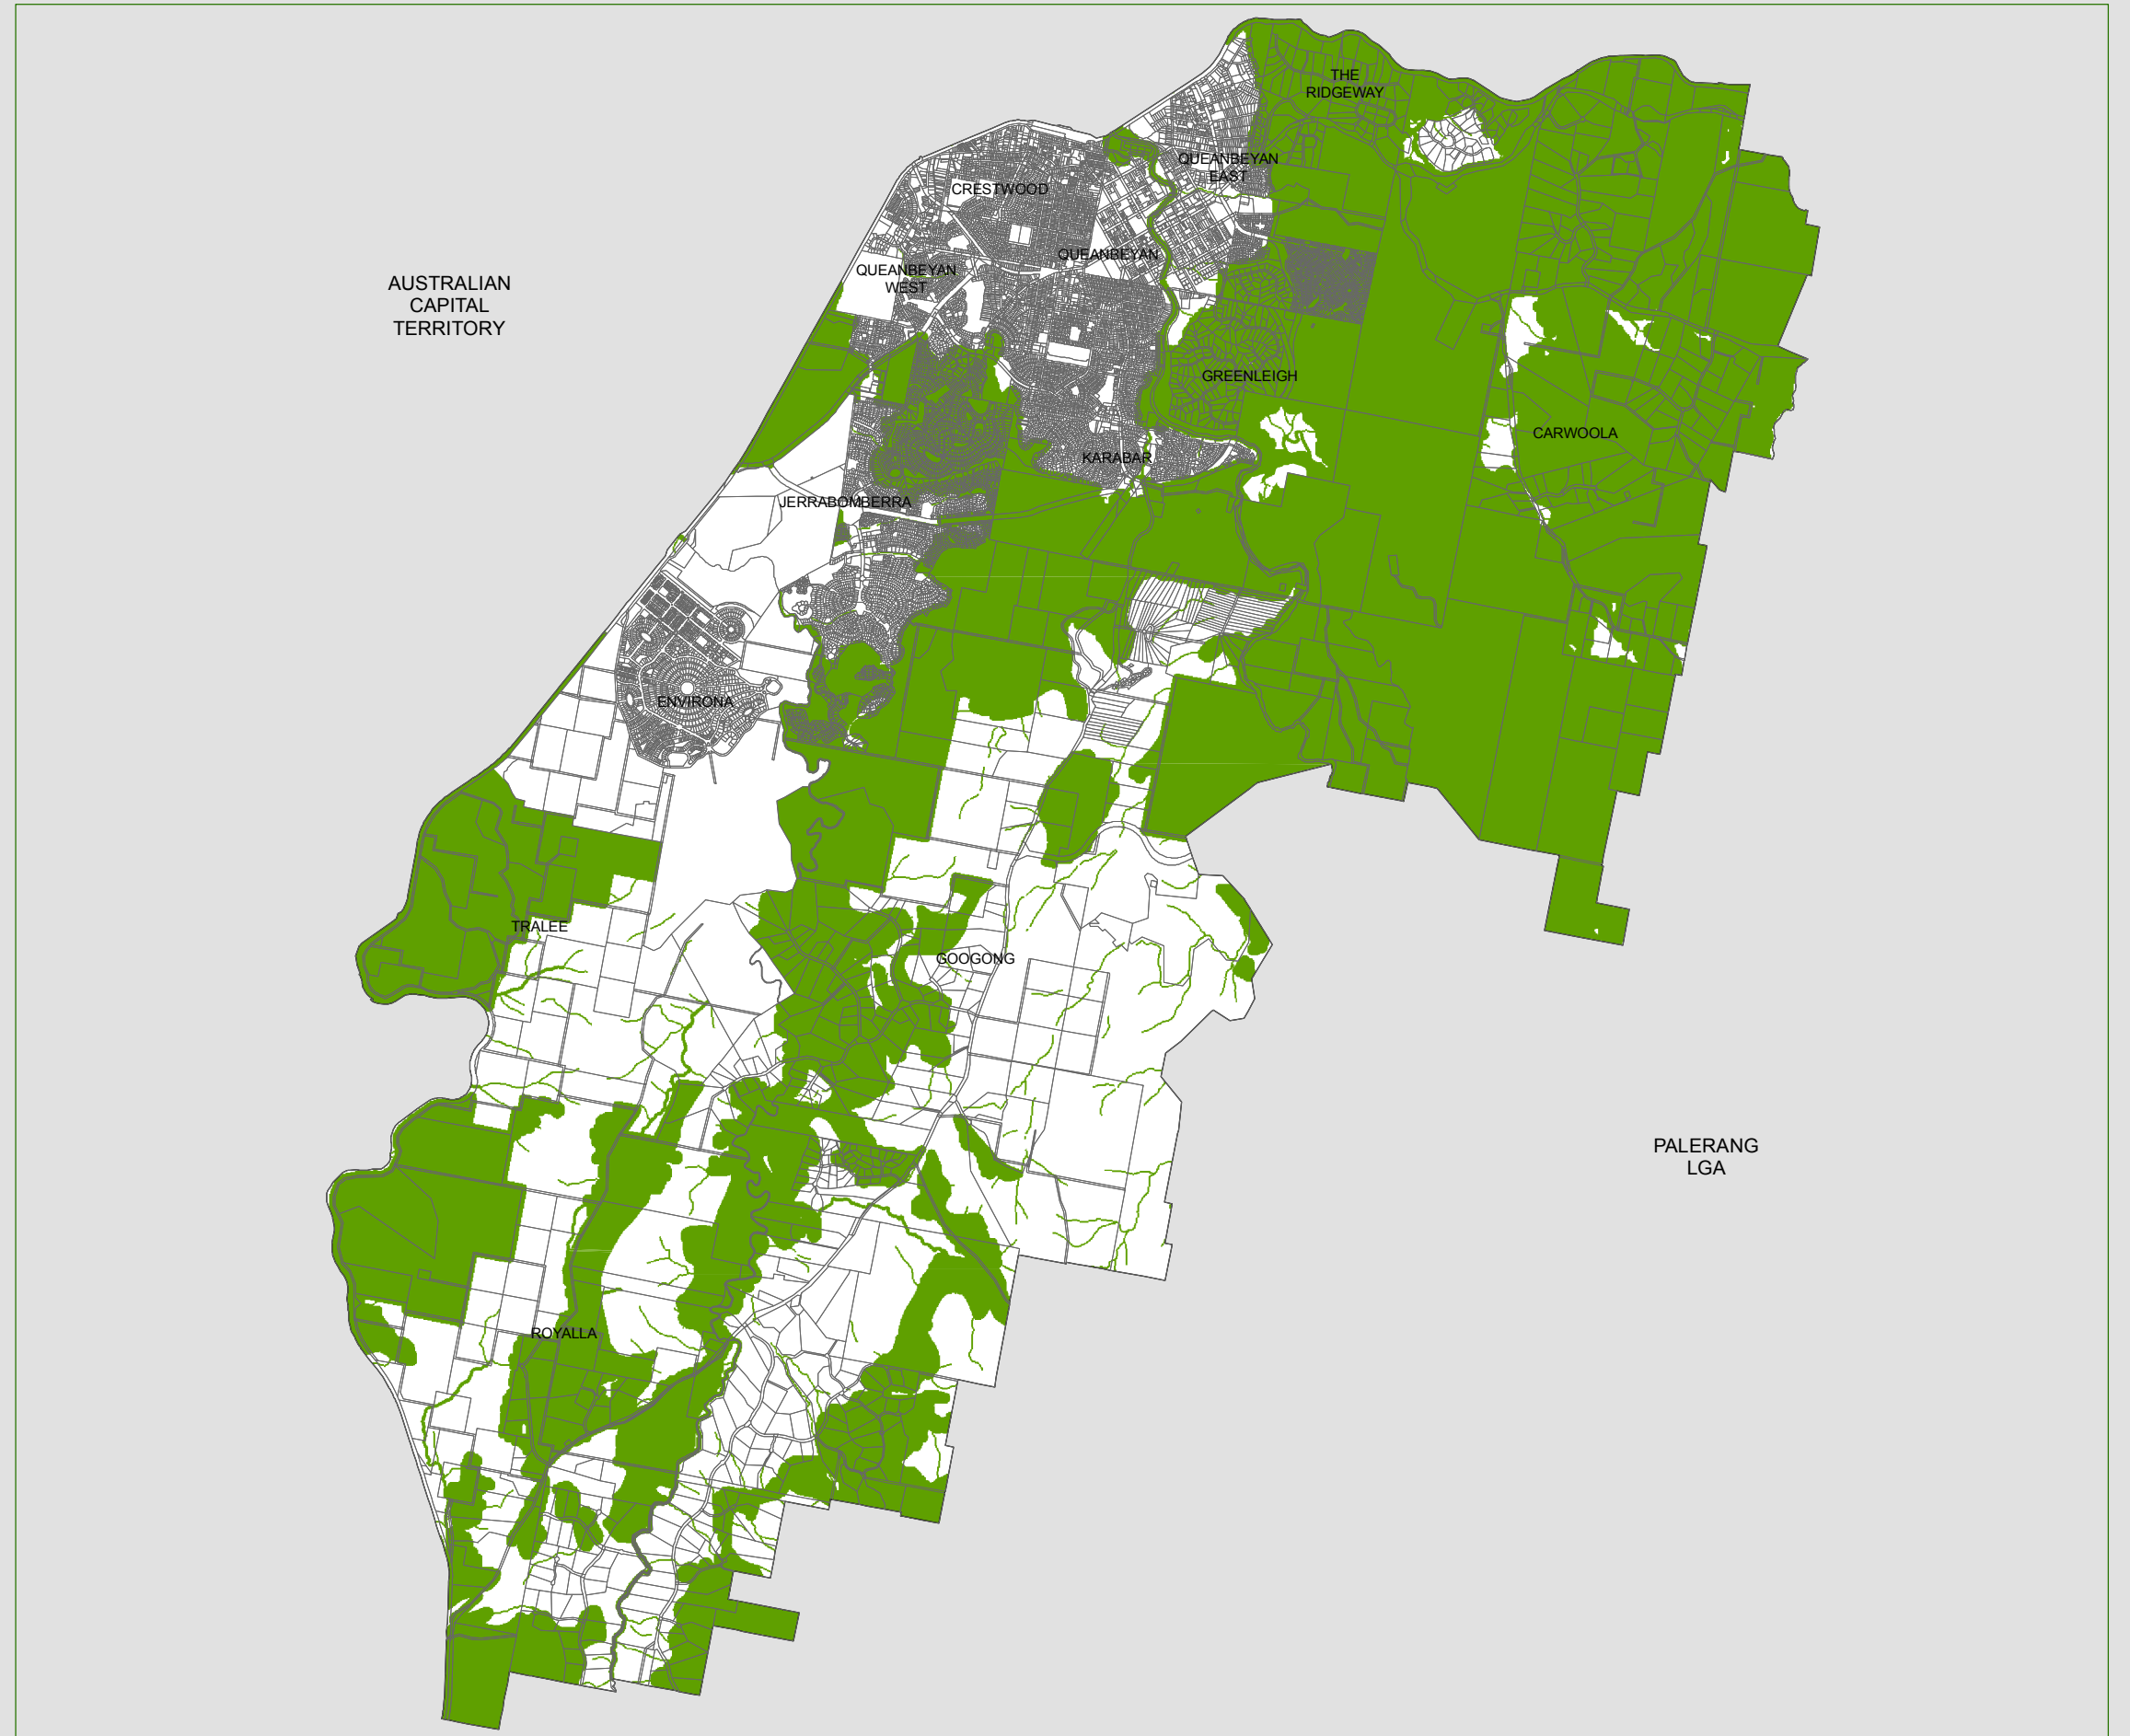 THE
RIDGEWAY
QUEANBEYAN
EAST
CRESTWOOD
QUEANBEYAN
QUEANBEYAN
WEST
AUSTRALIAN
CAPITAL
TERRITORY
GREENLEIGH
CARWOOLA
KARABAR
JERRABOMBERRA
ENVIRONA
TRALEE
GOOGONG
PALERANG
LGA
ROYALLA